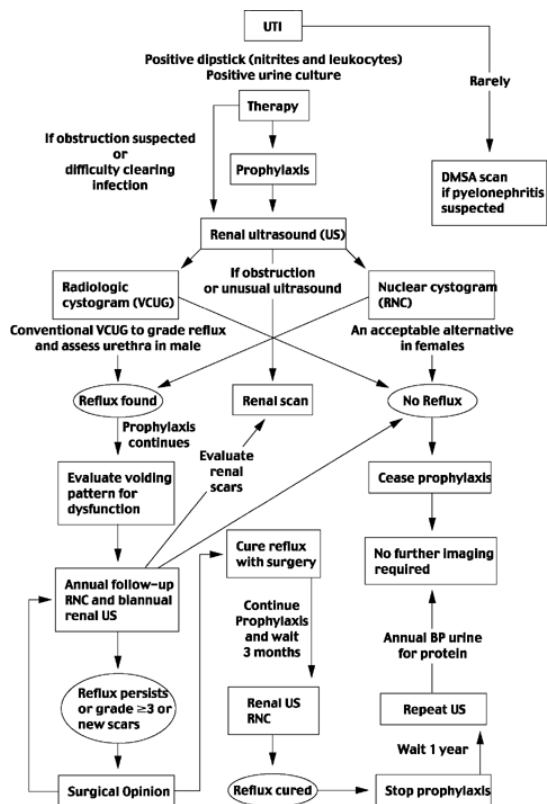 UTI
Positive dipstick (nitrites and leukocytes)
Positive urine culture
Rarely
Therapy
If obstruction suspected
or
difficulty clearing
infection
Prophylaxis
DMSA scan
if pyelonephritis
suspected
Renal ultrasound (US)
Radiologic
cystogram (VCUG)
If obstruction
or unusual ultrasound
Nuclear cystogram
(RNC)
Conventional VCUG to grade reflux
and assess urethra in male
An acceptable alternative
in females
Reflux found
Renal scan
No Reflux
Prophylaxis
continues
Evaluate
renal
scars
Evaluate voiding
pattern for
dysfunction
Cease prophylaxis
Cure reflux
with surgery
No further imaging
required
Annual follow-up
RNC and biannual
renal US
Continue
Prophylaxis
and wait
3 months
Annual BP urine
for protein
Reflux persists
or grade ≥3 or
new scars
Renal US
RNC
Repeat US
Wait 1 year
Surgical Opinion
Reflux cured
Stop prophylaxis